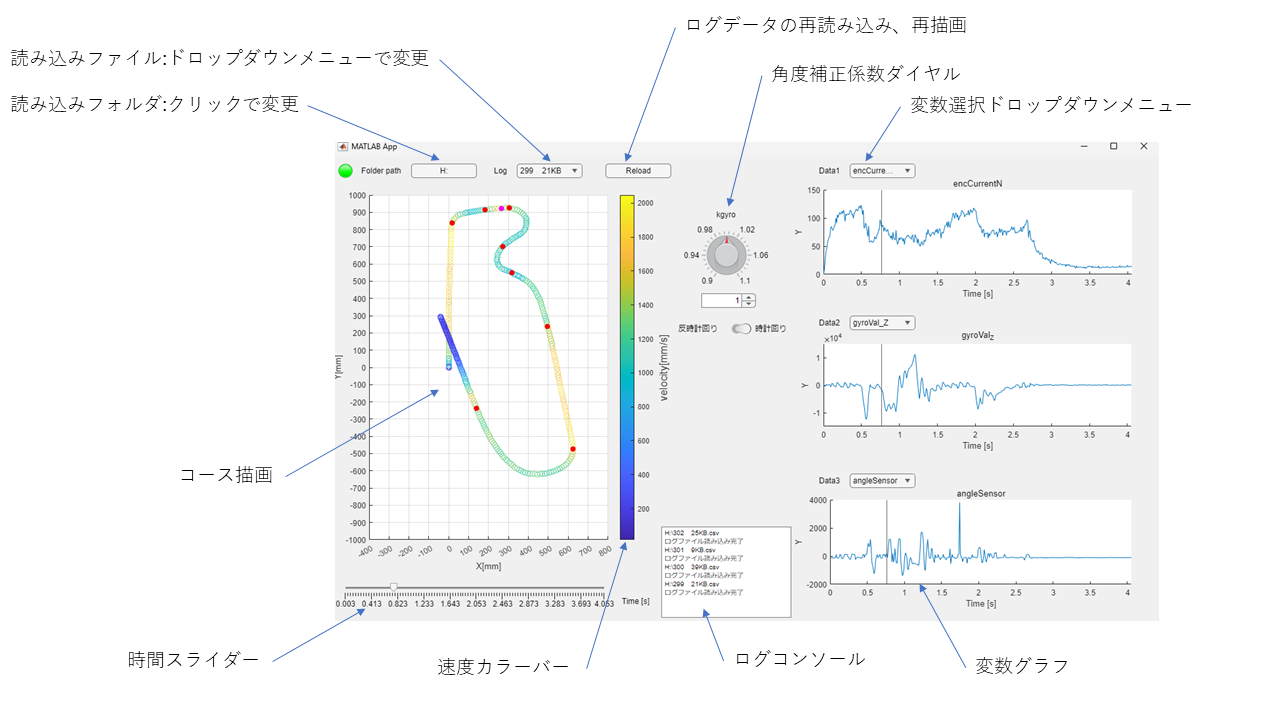 ログデータの再読み込み、再描画
読み込みファイル:ドロップダウンメニューで変更
角度補正係数ダイヤル
読み込みフォルダ:クリックで変更
変数選択ドロップダウンメニュー
MATLAB App
Folder path
H:
Log
299 21KB
Reload
Data1
encCurre...
encCurrentN
150
100
50
0
Y
0 0.5 1 1.5 2 2.5 3 3.5 4
Time [s]
1000
900
800
700
600
500
400
300
200
100
0
-100
-200
-300
-400
-500
-600
-700
-800
-900
-1000
Y[mm]
-400 -300 -200 -100 0 100 200 300 400 500 600 700 800
X[mm]
2000
1800
1600
1400
1200
1000
800
600
400
200
velocity[mm/s]
kgyro
0.98 1.02
0.94 1.06
0.9 1.1
1
反時計回り 時計回り
Data2
gyroVal_Z
gyroValZ
×10⁴
1
0
-1
Y
0 0.5 1 1.5 2 2.5 3 3.5 4
Time [s]
コース描画
Data3
angleSensor
angleSensor
4000
2000
0
-2000
Y
0 0.5 1 1.5 2 2.5 3 3.5 4
Time [s]
H:\302 25KB.csv
ログファイル読み込み完了
H:\301 9KB.csv
ログファイル読み込み完了
H:\300 39KB.csv
ログファイル読み込み完了
H:\299 21KB.csv
ログファイル読み込み完了
0.003 0.413 0.823 1.233 1.643 2.053 2.463 2.873 3.283 3.693 4.063
Time [s]
時間スライダー
速度カラーバー
ログコンソール
変数グラフ